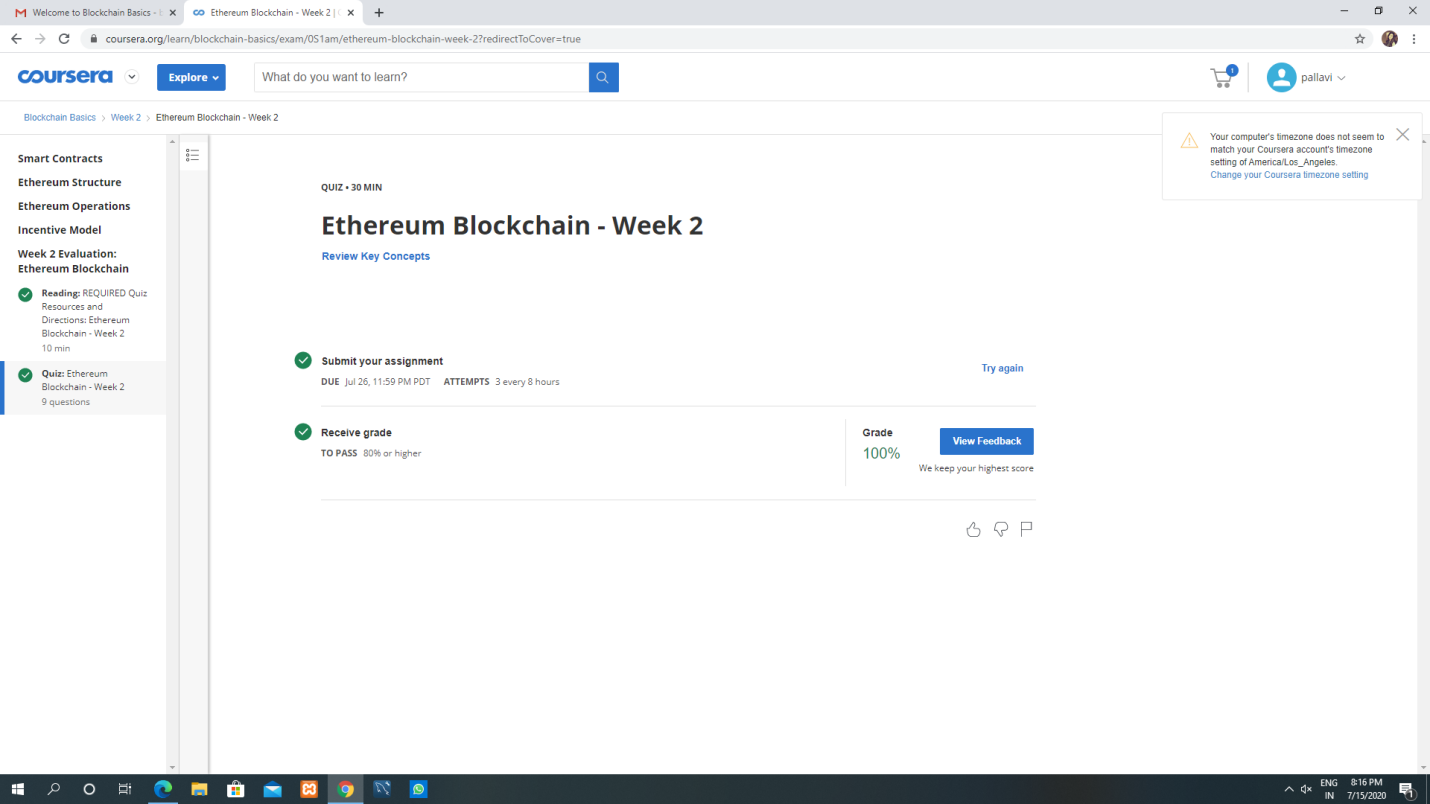 Welcome to Blockchain Basics - 
Ethereum Blockchain - Week 2 |
coursera.org/learn/blockchain-basics/exam/0S1am/ethereum-blockchain-week-2?redirectToCover=true
coursera
Explore
What do you want to learn?
1
pallavi
Blockchain Basics > Week 2 > Ethereum Blockchain - Week 2
Your computer's timezone does not seem to
match your Coursera account's timezone
setting of America/Los_Angeles.
Change your Coursera timezone setting
Smart Contracts
Ethereum Structure
Ethereum Operations
Incentive Model
Week 2 Evaluation:
Ethereum Blockchain
Reading: REQUIRED Quiz
Resources and
Directions: Ethereum
Blockchain - Week 2
10 min
Quiz: Ethereum
Blockchain - Week 2
9 questions
QUIZ • 30 MIN
Ethereum Blockchain - Week 2
Review Key Concepts
Submit your assignment
DUE Jul 26, 11:59 PM PDT ATTEMPTS 3 every 8 hours
Try again
Receive grade
TO PASS 80% or higher
Grade
100%
View Feedback
We keep your highest score
ENG
IN
8:16 PM
7/15/2020
1